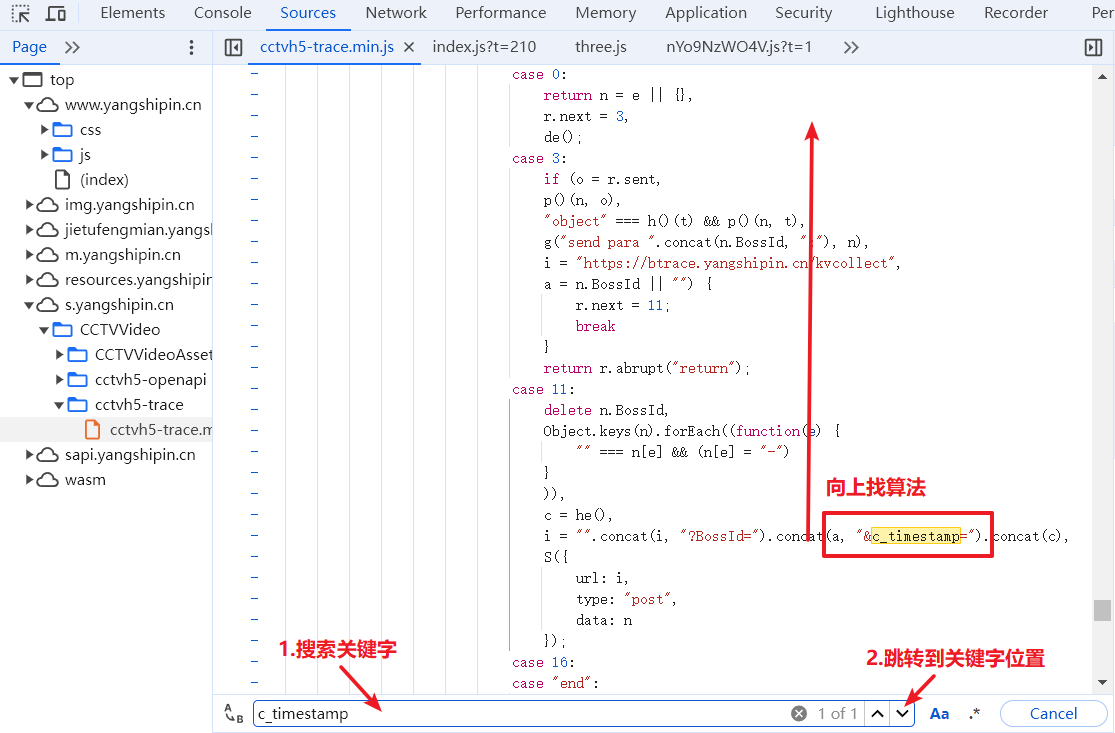 Elements Console Sources Network Performance Memory Application Security Lighthouse Recorder Per
Page cctvh5-trace.min.js index.js?t=210 three.js nYo9NzWO4V.js?t=1
top
www.yangshipin.cn
css
js
(index)
img.yangshipin.cn
jietufengmian.yangsl
m.yangshipin.cn
resources.yangshipin
s.yangshipin.cn
CCTVVideo
CCTVVideoAsset
cctvh5-openapi
cctvh5-trace
cctvh5-trace.m
sapi.yangshipin.cn
wasm
case 0:
return n = e || {},
r.next = 3,
de();
case 3:
if (o = r.sent,
p()(n, o),
"object" === h()(t) && p()(n, t),
g("send para ".concat(n.BossId, ":"), n),
i = "https://btrace.yangshipin.cn/kvcollect",
a = n.BossId || "") {
r.next = 11;
break
}
return r.abrupt("return");
case 11:
delete n.BossId,
Object.keys(n).forEach((function(e) {
"" === n[e] && (n[e] = "-")
}
)),
c = he(),
i = "".concat(i, "?BossId=").concat(a, "&c_timestamp=").concat(c),
S({
url: i,
type: "post",
data: n
});
case 16:
case "end":
向上找算法
1.搜索关键字
2.跳转到关键字位置
c_timestamp 1 of 1 Aa .* Cancel